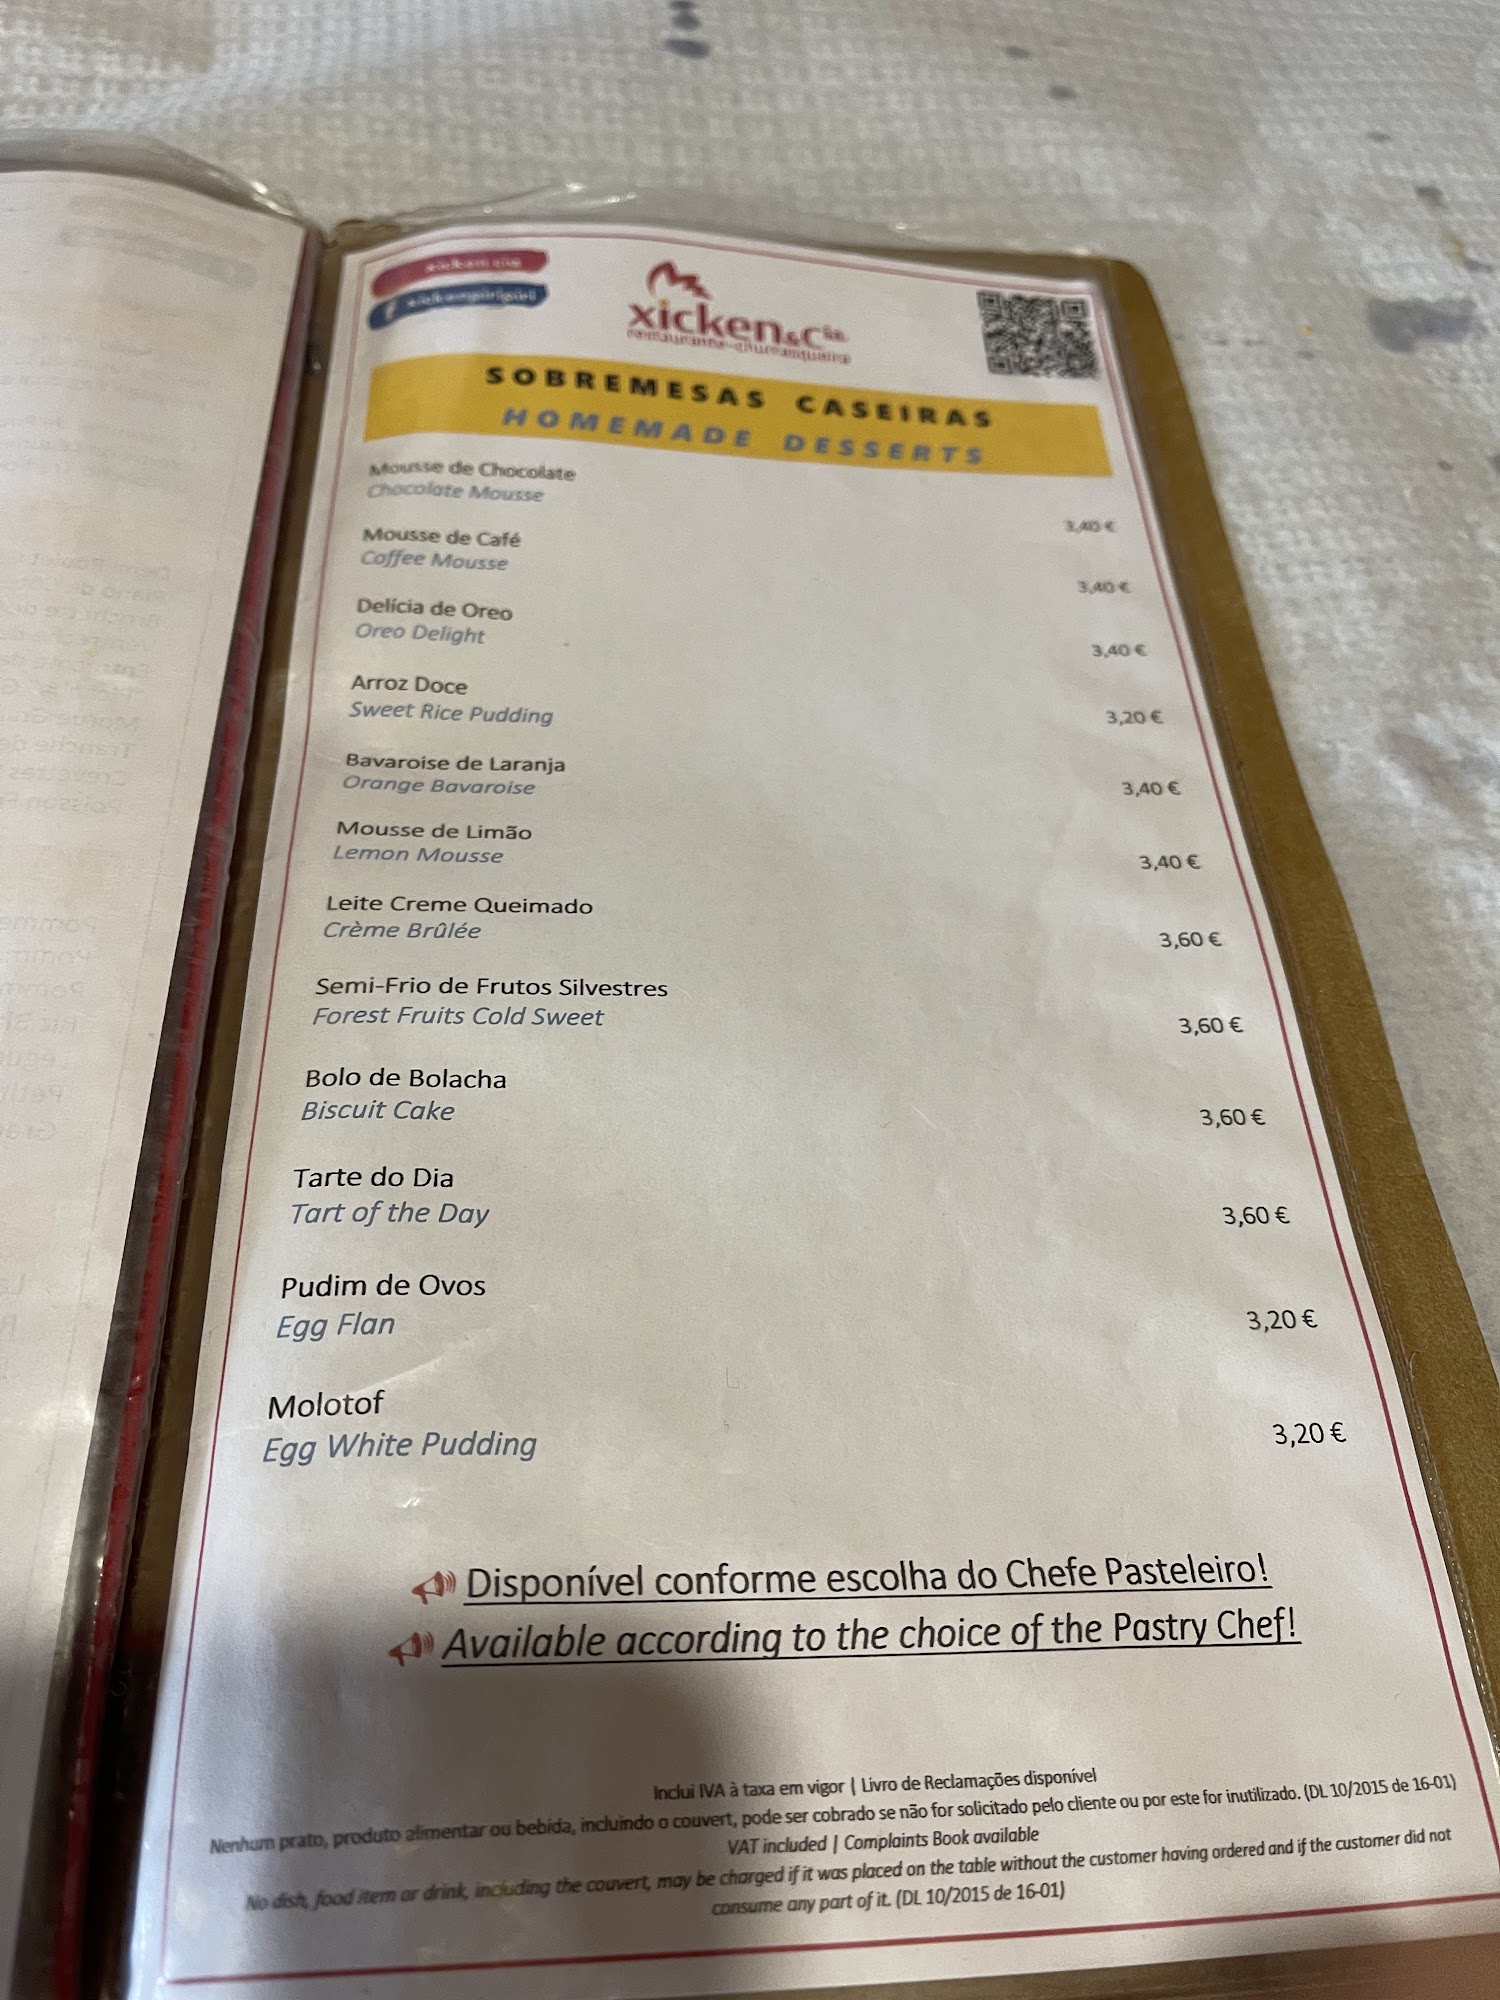 xicken&Cia.
restaurante-churrasqueira
SOBREMESAS CASEIRAS
HOMEMADE DESSERTS
Mousse de Chocolate
Chocolate Mousse
3,40 €
Mousse de Café
Coffee Mousse
3,40 €
Delícia de Oreo
Oreo Delight
3,40 €
Arroz Doce
Sweet Rice Pudding
3,20 €
Bavaroise de Laranja
Orange Bavaroise
3,40 €
Mousse de Limão
Lemon Mousse
3,40 €
Leite Creme Queimado
Crème Brûlée
3,60 €
Semi-Frio de Frutos Silvestres
Forest Fruits Cold Sweet
3,60 €
Bolo de Bolacha
Biscuit Cake
3,60 €
Tarte do Dia
Tart of the Day
3,60 €
Pudim de Ovos
Egg Flan
3,20 €
Molotof
Egg White Pudding
3,20 €
Disponível conforme escolha do Chefe Pasteleiro!
Available according to the choice of the Pastry Chef!
Inclui IVA à taxa em vigor | Livro de Reclamações disponível
Nenhum prato, produto alimentar ou bebida, incluindo o couvert, pode ser cobrado se não for solicitado pelo cliente ou por este for inutilizado. (DL 10/2015 de 16-01)
VAT included | Complaints Book available
No dish, food item or drink, including the couvert, may be charged if it was placed on the table without the customer having ordered and if the customer did not
consume any part of it. (DL 10/2015 de 16-01)